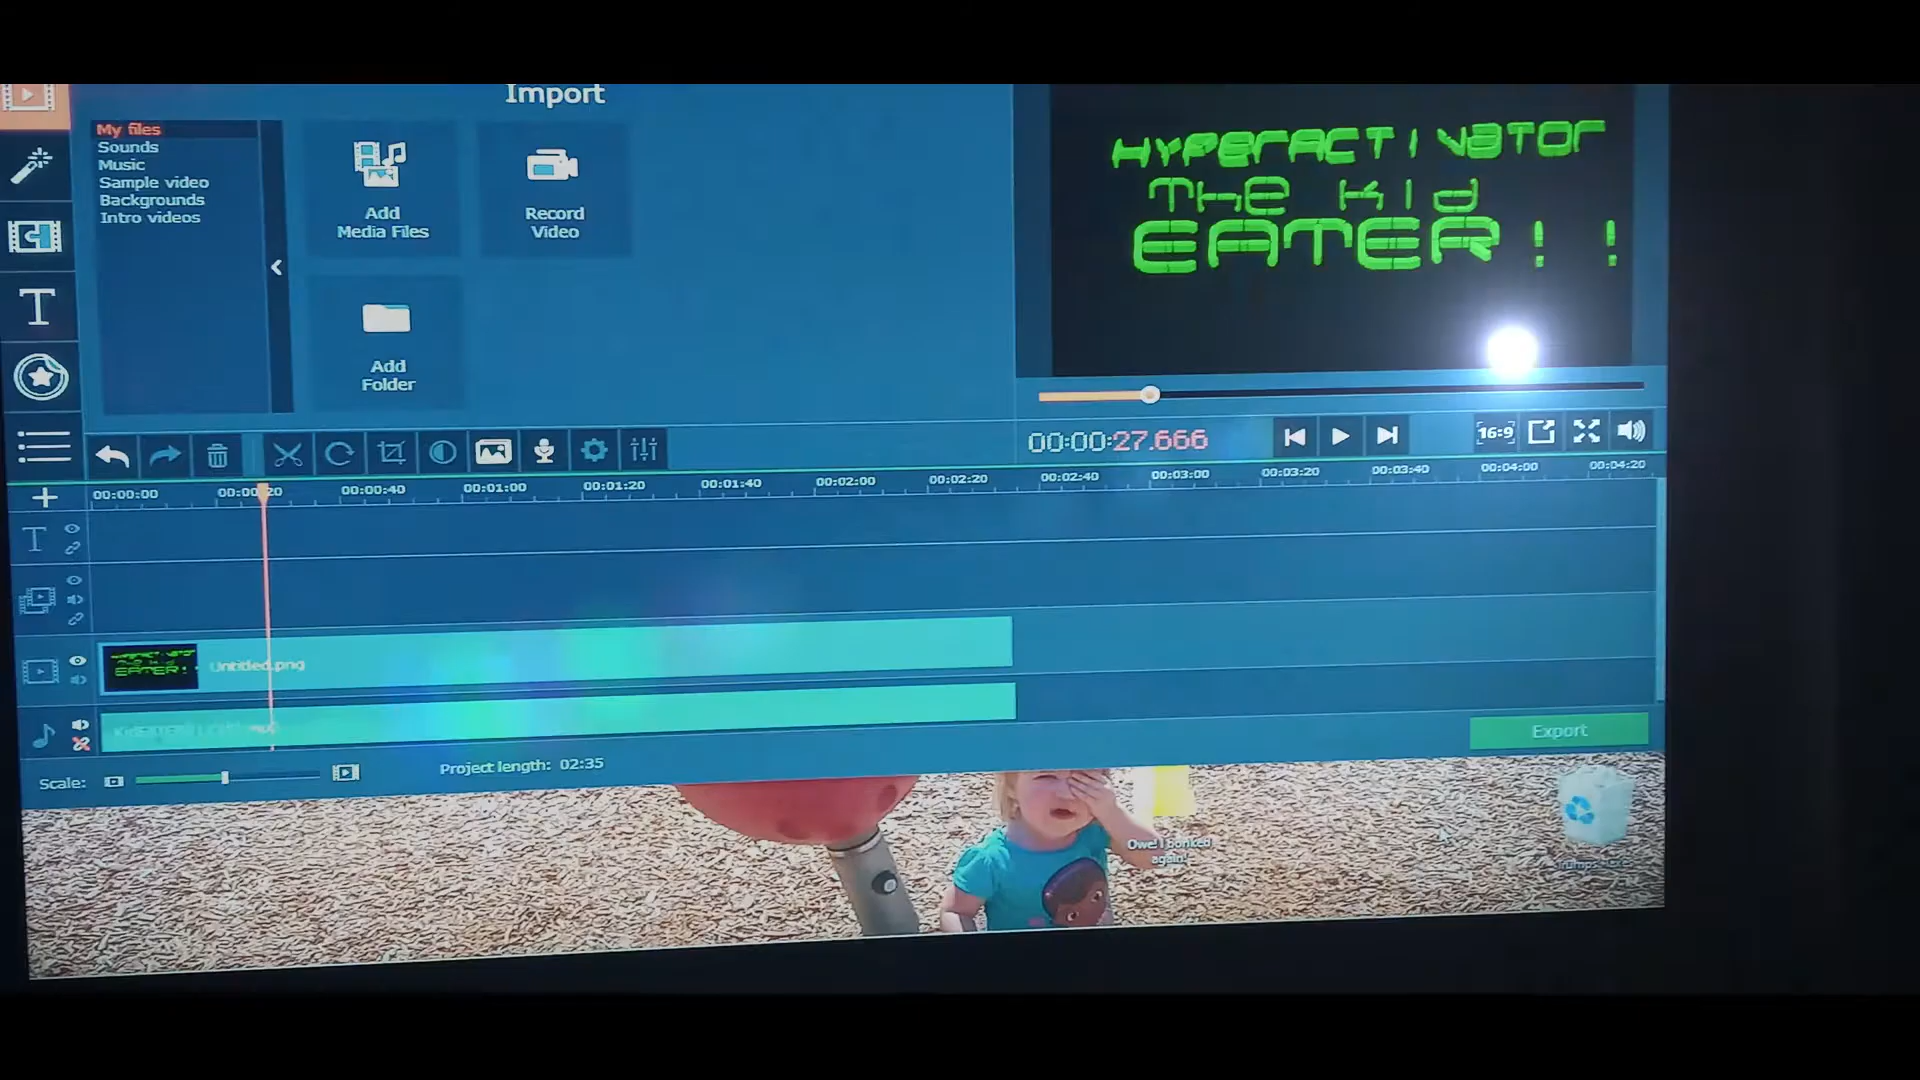 Import
My files
Sounds
Music
Sample video
Backgrounds
Intro videos
Add
Media Files
Record
Video
Add
Folder
HYPERACTIVATOR
THE KID
EATER!!
00:00:27.666
16:9
00:00:00
00:00:40
00:01:00
00:01:20
00:01:40
00:02:00
00:02:20
00:02:40
00:03:00
00:03:20
00:03:40
00:04:00
00:04:20
T
T
HYPERACTIVATOR
THE KID
EATER!
Untitled.png
Export
Scale:
Project length: 02:35
Owe! I bonked
again!